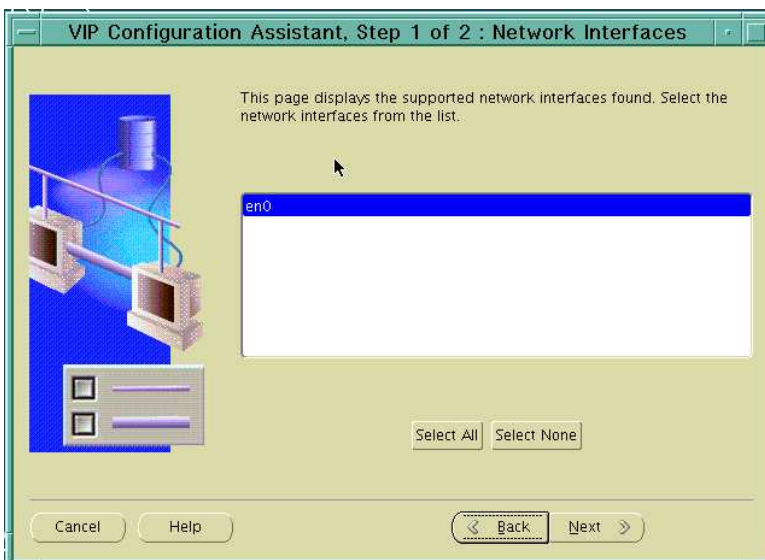 VIP Configuration Assistant, Step 1 of 2 : Network Interfaces
This page displays the supported network interfaces found. Select the
network interfaces from the list.
en0
Select All Select None
Cancel Help Back Next